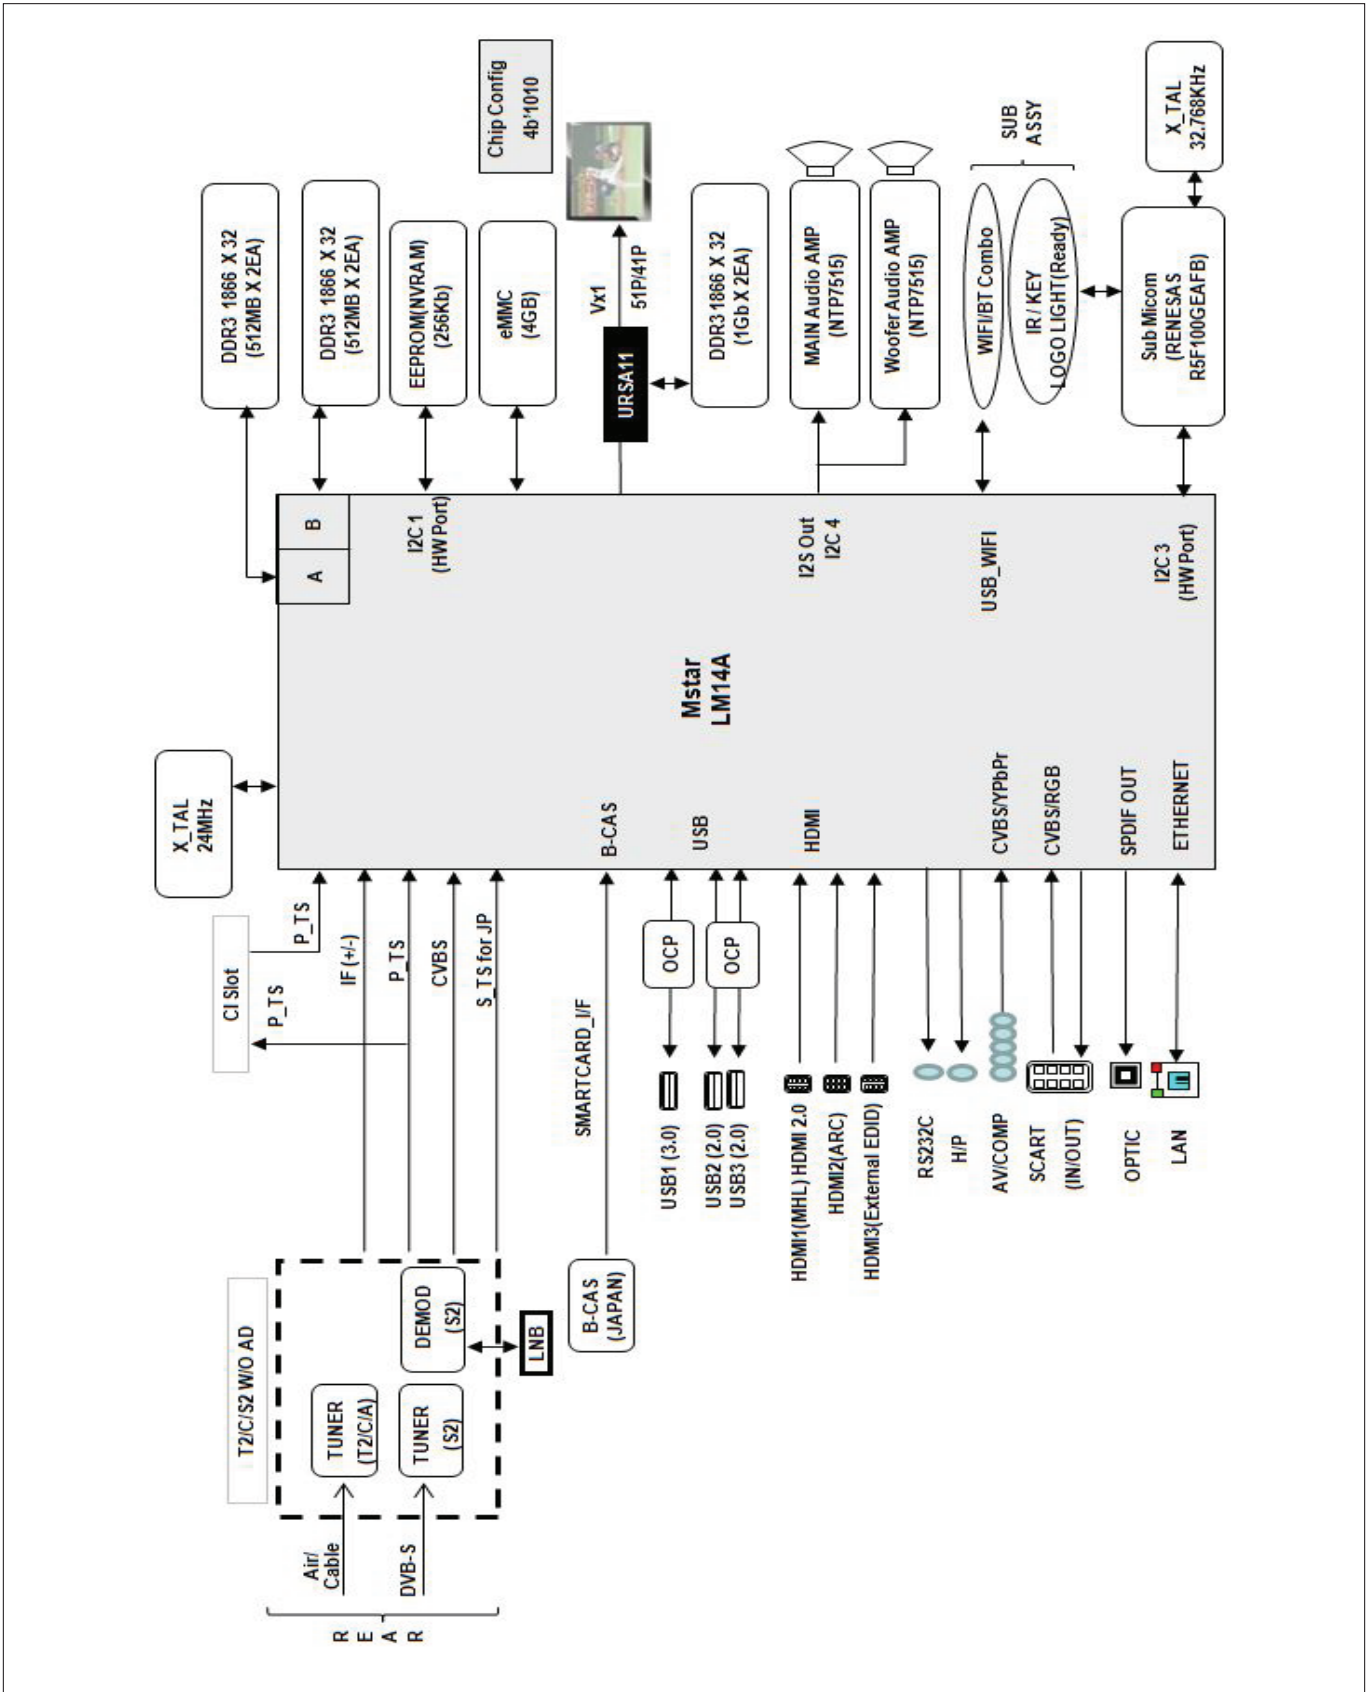 REAR
Air/
Cable
DVB-S
T2/C/S2 W/O AD
TUNER
(T2/C/A)
TUNER
(S2)
DEMOD
(S2)
LNB
CI Slot
P_TS
P_TS
IF (+/-)
P_TS
CVBS
S_TS for JP
X_TAL
24MHz
B-CAS
(JAPAN)
SMARTCARD_I/F
B-CAS
USB1 (3.0)
USB2 (2.0)
USB3 (2.0)
OCP
OCP
USB
HDMI1(MHL) HDMI 2.0
HDMI2(ARC)
HDMI3(External EDID)
HDMI
RS232C
H/P
AV/COMP
CVBS/YPbPr
SCART
(IN/OUT)
CVBS/RGB
OPTIC
SPDIF OUT
LAN
ETHERNET
Mstar
LM14A
A
B
DDR3 1866 X 32
(512MB X 2EA)
DDR3 1866 X 32
(512MB X 2EA)
I2C 1
(HW Port)
EEPROM(NVRAM)
(256Kb)
eMMC
(4GB)
Chip Config
4b'1010
URSA11
Vx1
51P/41P
DDR3 1866 X 32
(1Gb X 2EA)
I2S Out
I2C 4
MAIN Audio AMP
(NTP7515)
Woofer Audio AMP
(NTP7515)
USB_WIFI
WIFI/BT Combo
IR / KEY
LOGO LIGHT(Ready)
SUB
ASSY
I2C 3
(HW Port)
Sub Micom
(RENESAS
R5F100GEAFB)
X_TAL
32.768KHz